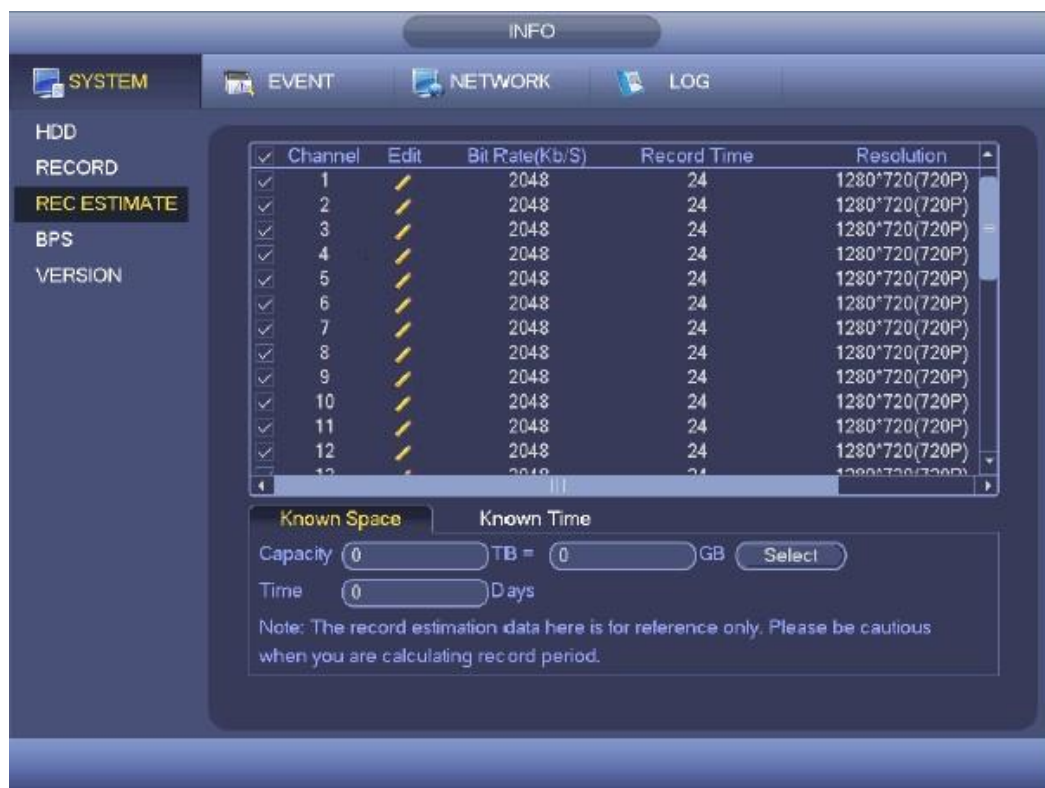 INFO
SYSTEM EVENT NETWORK LOG
HDD
RECORD
REC ESTIMATE
BPS
VERSION
Channel Edit Bit Rate(Kb/S) Record Time Resolution
1 2048 24 1280*720(720P)
2 2048 24 1280*720(720P)
3 2048 24 1280*720(720P)
4 2048 24 1280*720(720P)
5 2048 24 1280*720(720P)
6 2048 24 1280*720(720P)
7 2048 24 1280*720(720P)
8 2048 24 1280*720(720P)
9 2048 24 1280*720(720P)
10 2048 24 1280*720(720P)
11 2048 24 1280*720(720P)
12 2048 24 1280*720(720P)
Known Space Known Time
Capacity 0 TB = 0 GB Select
Time 0 Days
Note: The record estimation data here is for reference only. Please be cautious
when you are calculating record period.